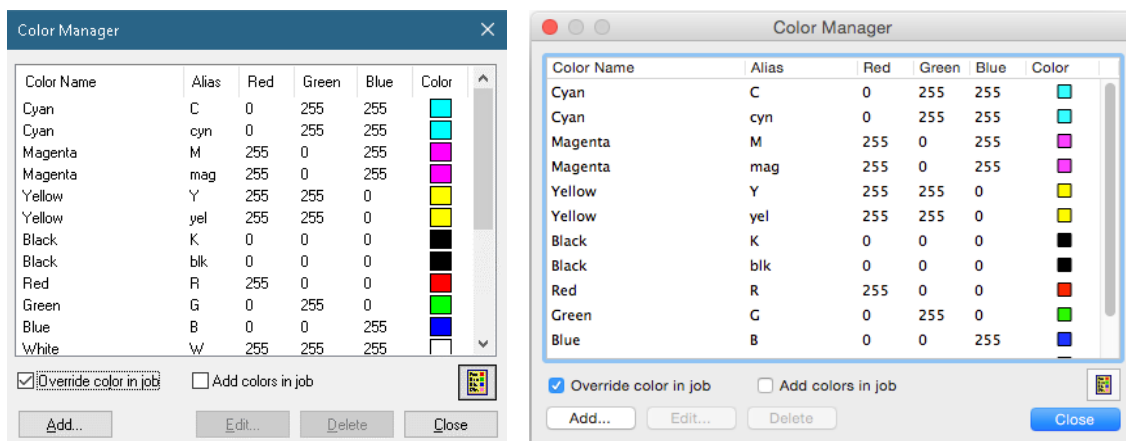 Color Manager
Color Name Alias Red Green Blue Color
Cyan C 0 255 255
Cyan cyn 0 255 255
Magenta M 255 0 255
Magenta mag 255 0 255
Yellow Y 255 255 0
Yellow yel 255 255 0
Black K 0 0 0
Black blk 0 0 0
Red R 255 0 0
Green G 0 255 0
Blue B 0 0 255
White W 255 255 255
Override color in job Add colors in job
Add... Edit... Delete Close
Color Manager
Color Name Alias Red Green Blue Color
Cyan C 0 255 255
Cyan cyn 0 255 255
Magenta M 255 0 255
Magenta mag 255 0 255
Yellow Y 255 255 0
Yellow yel 255 255 0
Black K 0 0 0
Black blk 0 0 0
Red R 255 0 0
Green G 0 255 0
Blue B 0 0 255
Override color in job Add colors in job
Add... Edit... Delete Close